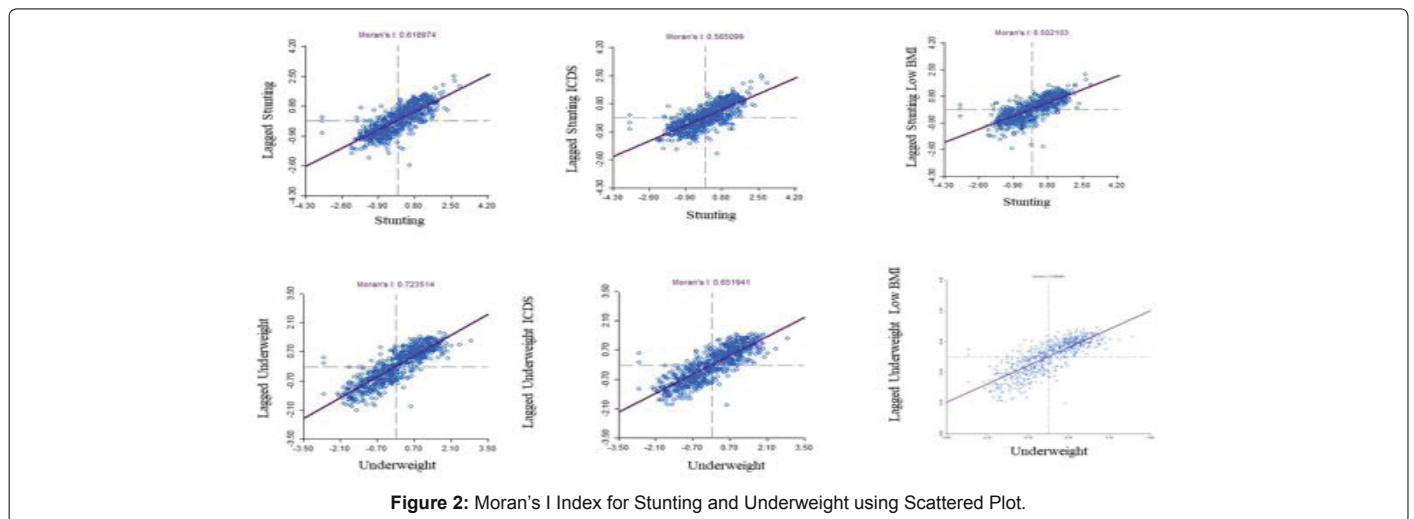 Moran's I: 0.618974
Lagged Stunting
4.20
2.50
0.80
-0.90
-2.60
-4.30
-4.30 -2.60 -0.90 0.80 2.50 4.20
Stunting
Moran's I: 0.565099
Lagged Stunting ICDS
4.20
2.50
0.80
-0.90
-2.60
-4.30
-4.30 -2.60 -0.90 0.80 2.50 4.20
Stunting
Moran's I: 0.502103
Lagged Stunting Low BMI
4.20
2.50
0.80
-0.90
-2.60
-4.30
-4.30 -2.60 -0.90 0.80 2.50 4.20
Stunting
Moran's I: 0.723514
Lagged Underweight
3.50
2.10
0.70
-0.70
-2.10
-3.50
-3.50 -2.10 -0.70 0.70 2.10 3.50
Underweight
Moran's I: 0.651941
Lagged Underweight ICDS
3.50
2.10
0.70
-0.70
-2.10
-3.50
-3.50 -2.10 -0.70 0.70 2.10 3.50
Underweight
Lagged Underweight Low BMI
Underweight
Figure 2: Moran's I Index for Stunting and Underweight using Scattered Plot.